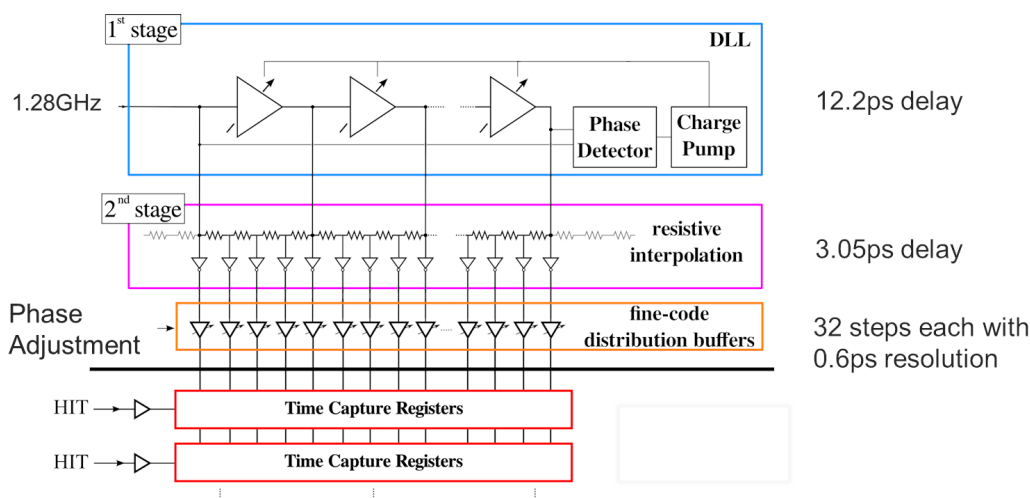 1st stage
DLL
1.28GHz
12.2ps delay
Phase
Detector
Charge
Pump
2nd stage
resistive
interpolation
3.05ps delay
Phase
Adjustment
fine-code
distribution buffers
32 steps each with
0.6ps resolution
HIT
Time Capture Registers
HIT
Time Capture Registers